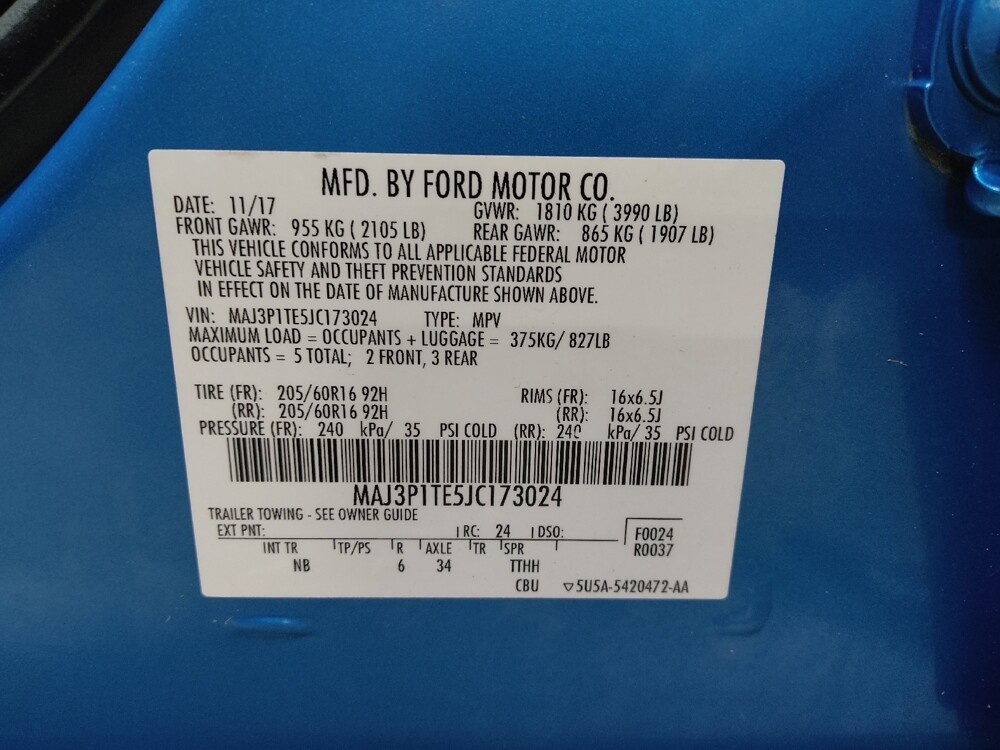 MFD. BY FORD MOTOR CO.
DATE: 11/17 GVWR: 1810 KG ( 3990 LB)
FRONT GAWR: 955 KG ( 2105 LB) REAR GAWR: 865 KG ( 1907 LB)
THIS VEHICLE CONFORMS TO ALL APPLICABLE FEDERAL MOTOR
VEHICLE SAFETY AND THEFT PREVENTION STANDARDS
IN EFFECT ON THE DATE OF MANUFACTURE SHOWN ABOVE.
VIN: MAJ3P1TE5JC173024 TYPE: MPV
MAXIMUM LOAD = OCCUPANTS + LUGGAGE = 375KG/ 827LB
OCCUPANTS = 5 TOTAL; 2 FRONT, 3 REAR
TIRE (FR): 205/60R16 92H RIMS (FR): 16x6.5J
(RR): 205/60R16 92H (RR): 16x6.5J
PRESSURE (FR): 240 kPa/ 35 PSI COLD (RR): 240 kPa/ 35 PSI COLD
MAJ3P1TE5JC173024
TRAILER TOWING - SEE OWNER GUIDE
EXT PNT: RC: 24 DSO: F0024
R0037
INT TR TP/PS R AXLE TR SPR
NB 6 34 TTHH
CBU ▽5U5A-5420472-AA